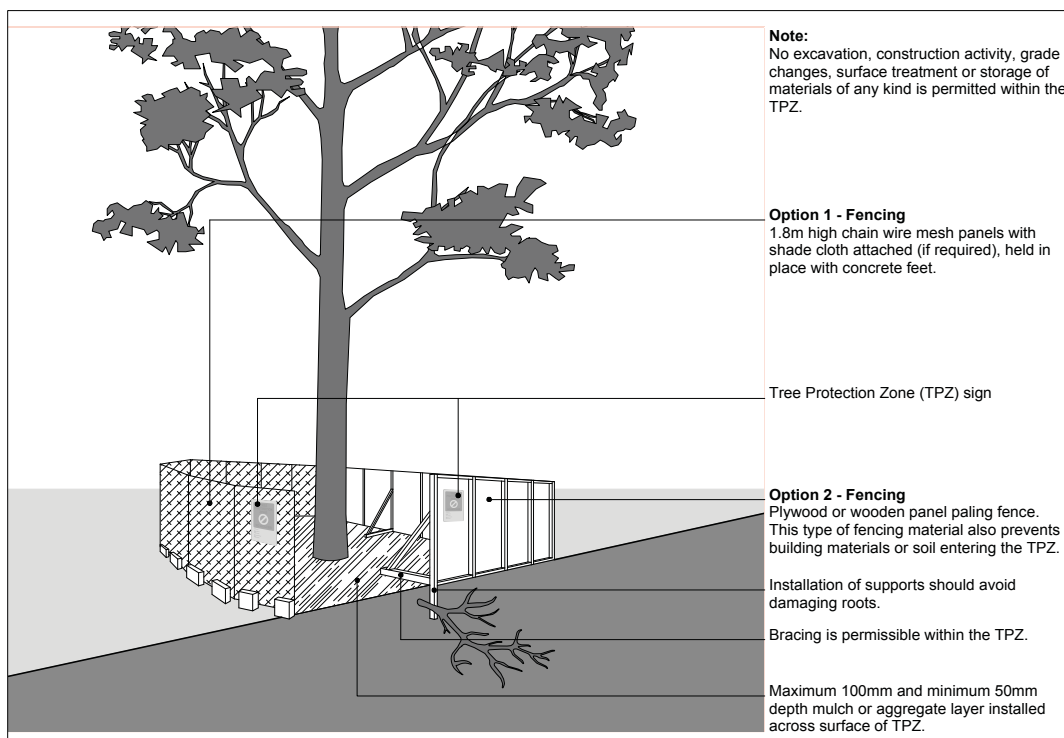 Note:
No excavation, construction activity, grade
changes, surface treatment or storage of
materials of any kind is permitted within the
TPZ.
Option 1 - Fencing
1.8m high chain wire mesh panels with
shade cloth attached (if required), held in
place with concrete feet.
Tree Protection Zone (TPZ) sign
Option 2 - Fencing
Plywood or wooden panel paling fence.
This type of fencing material also prevents
building materials or soil entering the TPZ.
Installation of supports should avoid
damaging roots.
Bracing is permissible within the TPZ.
Maximum 100mm and minimum 50mm
depth mulch or aggregate layer installed
across surface of TPZ.